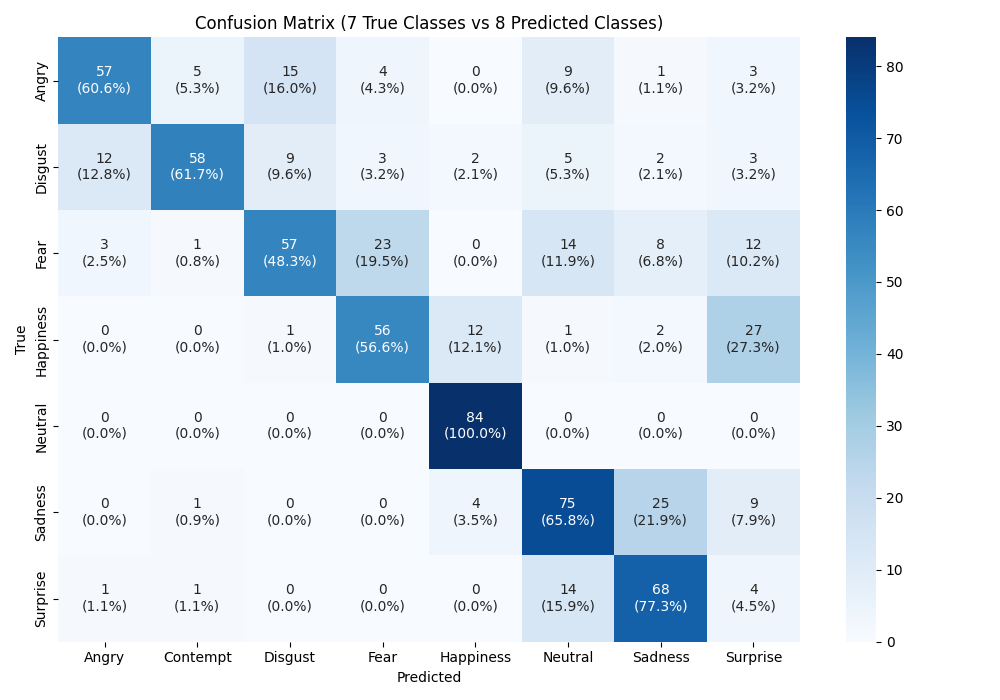 Confusion Matrix (7 True Classes vs 8 Predicted Classes)
Angry 57 5 15 4 0 9 1 3
(60.6%) (5.3%) (16.0%) (4.3%) (0.0%) (9.6%) (1.1%) (3.2%)
Disgust 12 58 9 3 2 5 2 3
(12.8%) (61.7%) (9.6%) (3.2%) (2.1%) (5.3%) (2.1%) (3.2%)
Fear 3 1 57 23 0 14 8 12
(2.5%) (0.8%) (48.3%) (19.5%) (0.0%) (11.9%) (6.8%) (10.2%)
True
Happiness 0 0 1 56 12 1 2 27
(0.0%) (0.0%) (1.0%) (56.6%) (12.1%) (1.0%) (2.0%) (27.3%)
Neutral 0 0 0 0 84 0 0 0
(0.0%) (0.0%) (0.0%) (0.0%) (100.0%) (0.0%) (0.0%) (0.0%)
Sadness 0 1 0 0 4 75 25 9
(0.0%) (0.9%) (0.0%) (0.0%) (3.5%) (65.8%) (21.9%) (7.9%)
Surprise 1 1 0 0 0 14 68 4
(1.1%) (1.1%) (0.0%) (0.0%) (0.0%) (15.9%) (77.3%) (4.5%)
Angry Contempt Disgust Fear Happiness Neutral Sadness Surprise
Predicted
80
70
60
50
40
30
20
10
0